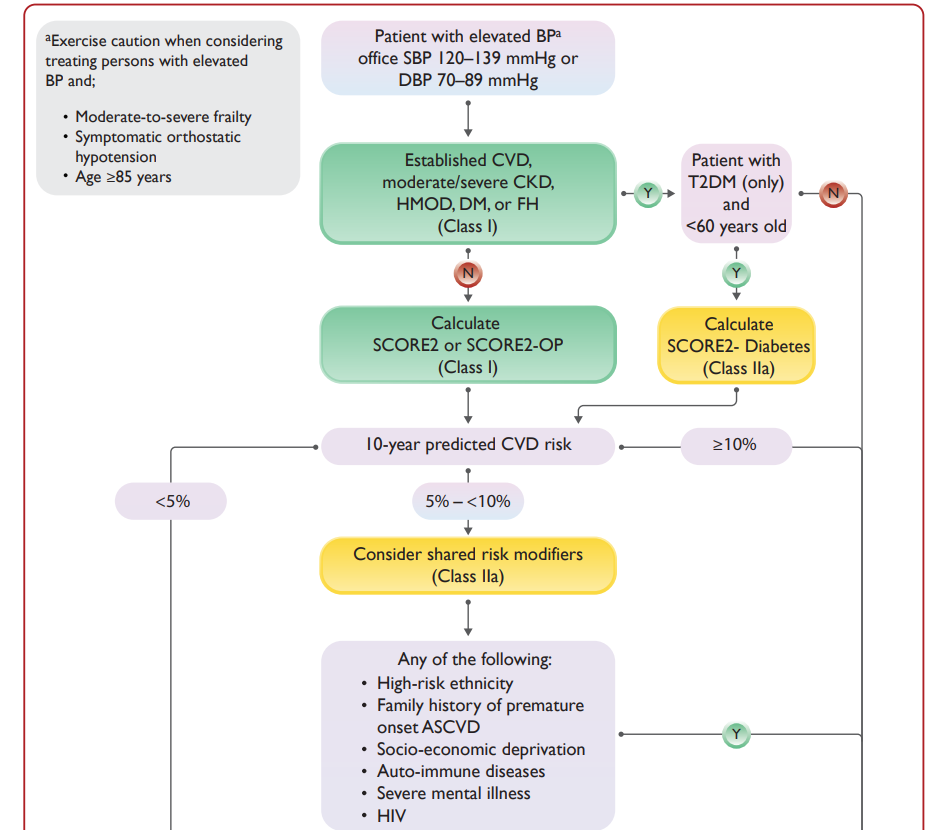 ᵃExercise caution when considering
treating persons with elevated
BP and;
• Moderate-to-severe frailty
• Symptomatic orthostatic
hypotension
• Age ≥85 years
Patient with elevated BPᵃ
office SBP 120–139 mmHg or
DBP 70–89 mmHg
Established CVD,
moderate/severe CKD,
HMOD, DM, or FH
(Class I)
Y
Patient with
T2DM (only)
and
<60 years old
N
N
Y
Calculate
SCORE2 or SCORE2-OP
(Class I)
Calculate
SCORE2- Diabetes
(Class IIa)
10-year predicted CVD risk
≥10%
<5%
5% – <10%
Consider shared risk modifiers
(Class IIa)
Any of the following:
• High-risk ethnicity
• Family history of premature
onset ASCVD
• Socio-economic deprivation
• Auto-immune diseases
• Severe mental illness
• HIV
Y